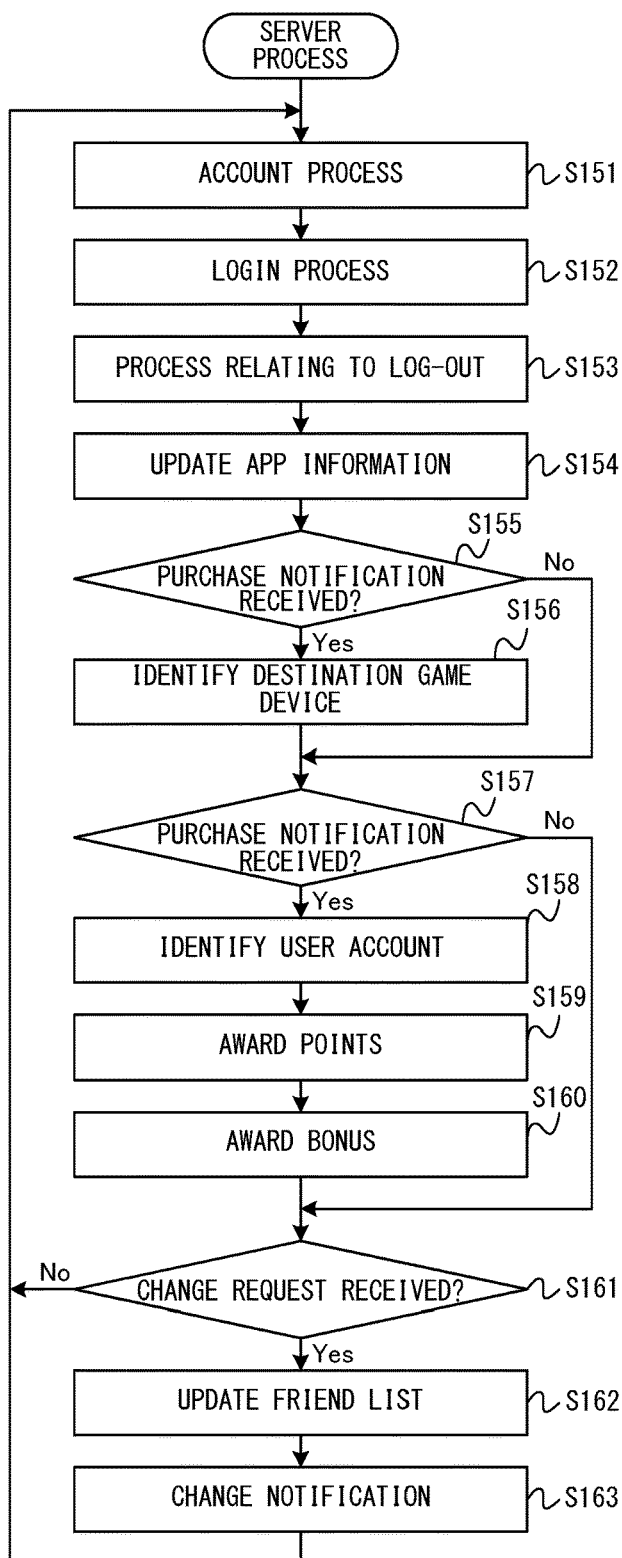 SERVER
PROCESS
ACCOUNT PROCESS
S151
LOGIN PROCESS
S152
PROCESS RELATING TO LOG-OUT
S153
UPDATE APP INFORMATION
S154
S155
PURCHASE NOTIFICATION
RECEIVED?
No
Yes
S156
IDENTIFY DESTINATION GAME
DEVICE
S157
PURCHASE NOTIFICATION
RECEIVED?
No
Yes
S158
IDENTIFY USER ACCOUNT
S159
AWARD POINTS
S160
AWARD BONUS
No
CHANGE REQUEST RECEIVED?
S161
Yes
UPDATE FRIEND LIST
S162
CHANGE NOTIFICATION
S163